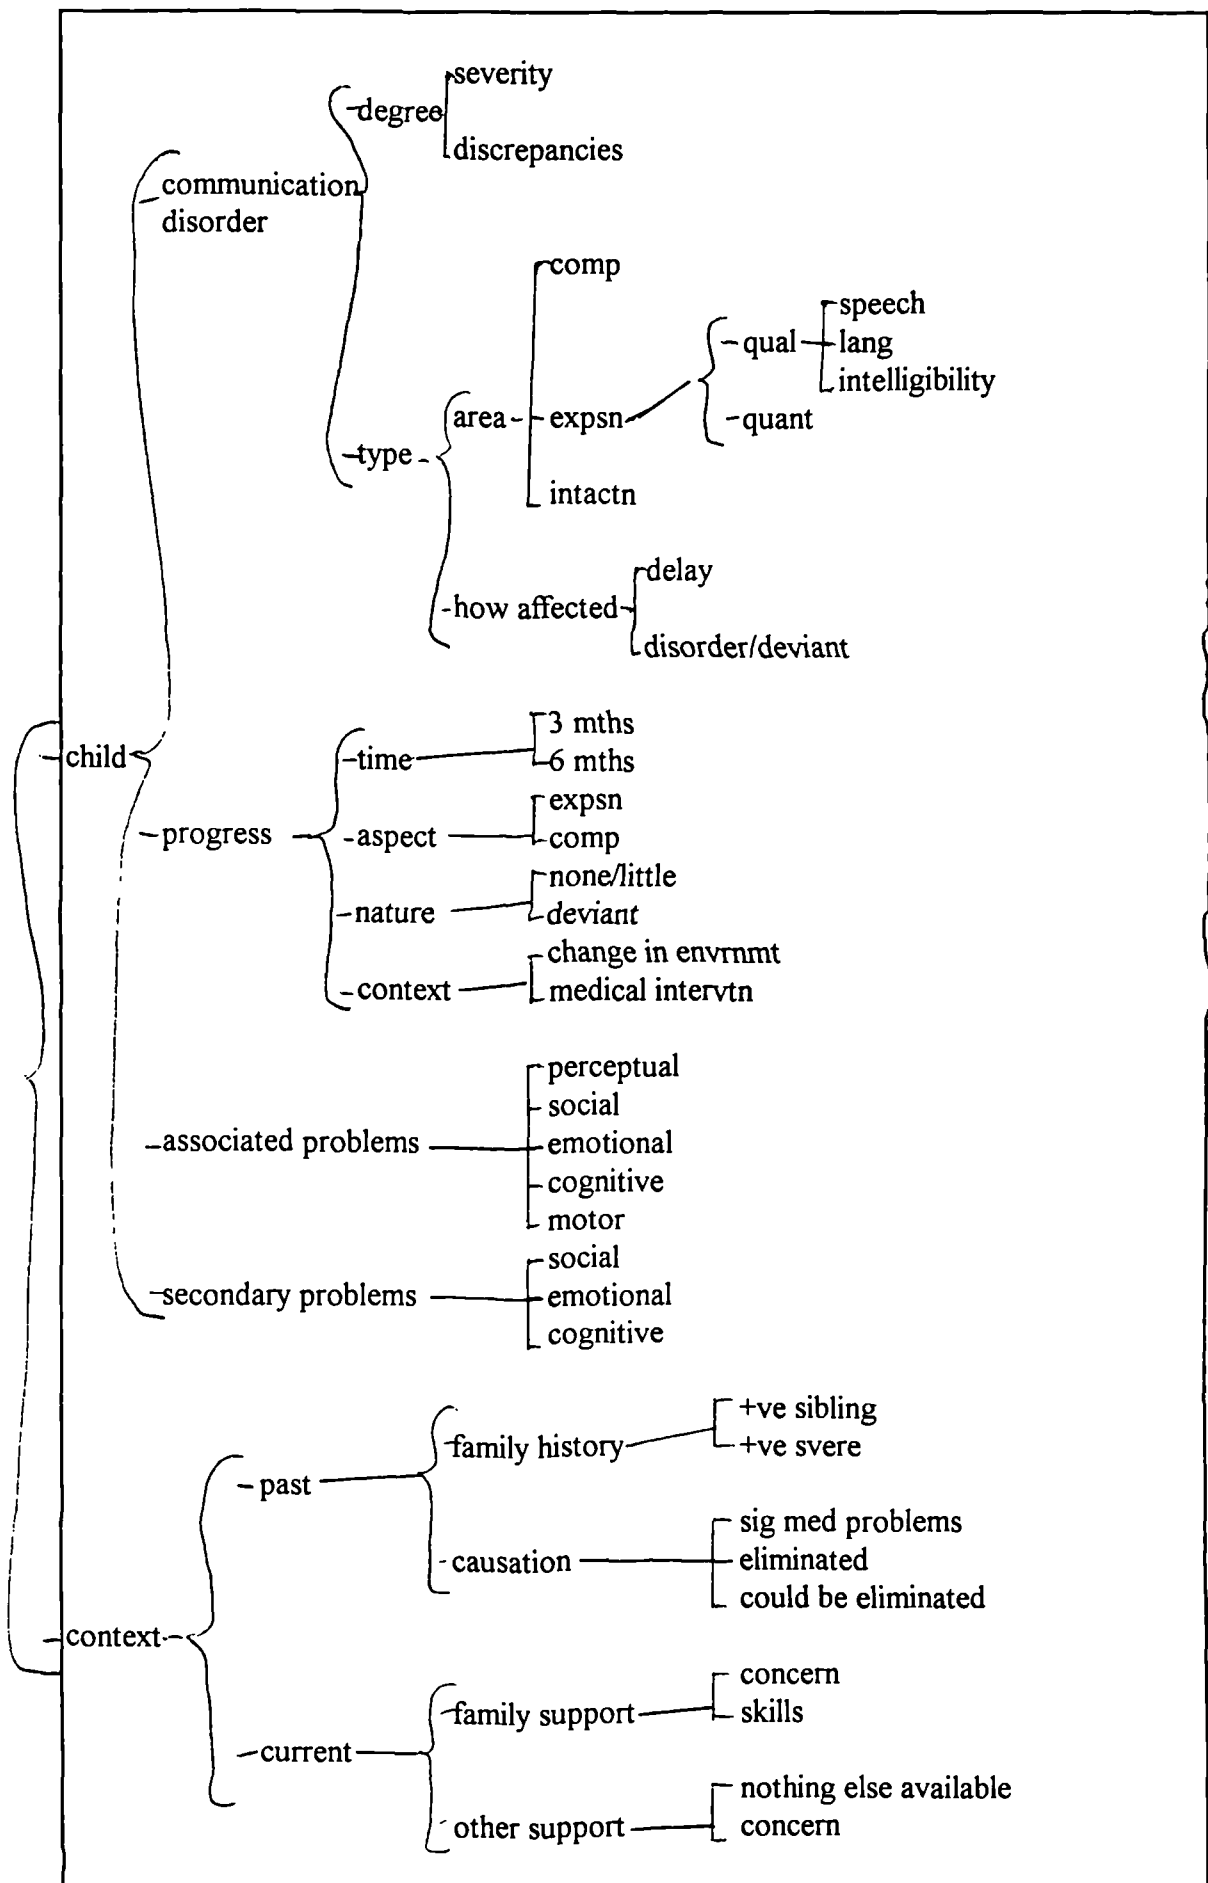 severity
degree
discrepancies
communication
disorder
comp
speech
qual
lang
intelligibility
area
expsn
quant
type
intactn
delay
how affected
disorder/deviant
3 mths
child
time
6 mths
expsn
progress
aspect
comp
none/little
nature
deviant
change in envrnmt
context
medical intervtn
perceptual
social
associated problems
emotional
cognitive
motor
social
secondary problems
emotional
cognitive
+ve sibling
family history
+ve svere
past
sig med problems
causation
eliminated
could be eliminated
context
concern
family support
skills
current
nothing else available
other support
concern